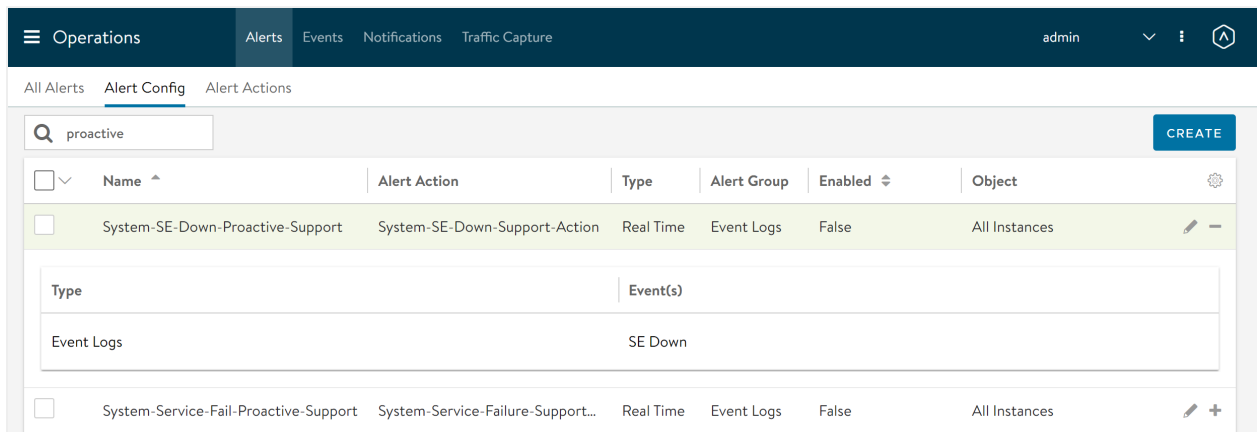 Operations Alerts Events Notifications Traffic Capture admin
All Alerts Alert Config Alert Actions
proactive CREATE
Name Alert Action Type Alert Group Enabled Object
System-SE-Down-Proactive-Support System-SE-Down-Support-Action Real Time Event Logs False All Instances
Type Event(s)
Event Logs SE Down
System-Service-Fail-Proactive-Support System-Service-Failure-Support... Real Time Event Logs False All Instances